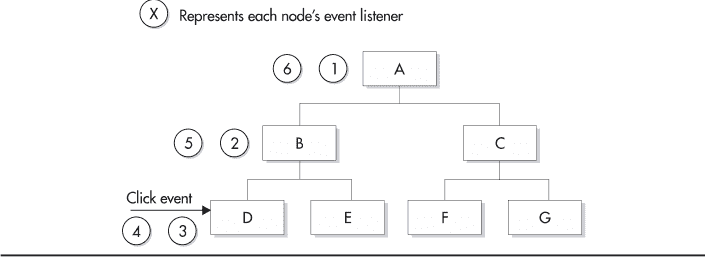 X Represents each node's event listener
6 1 A
5 2 B C
Click event
D E F G
4 3